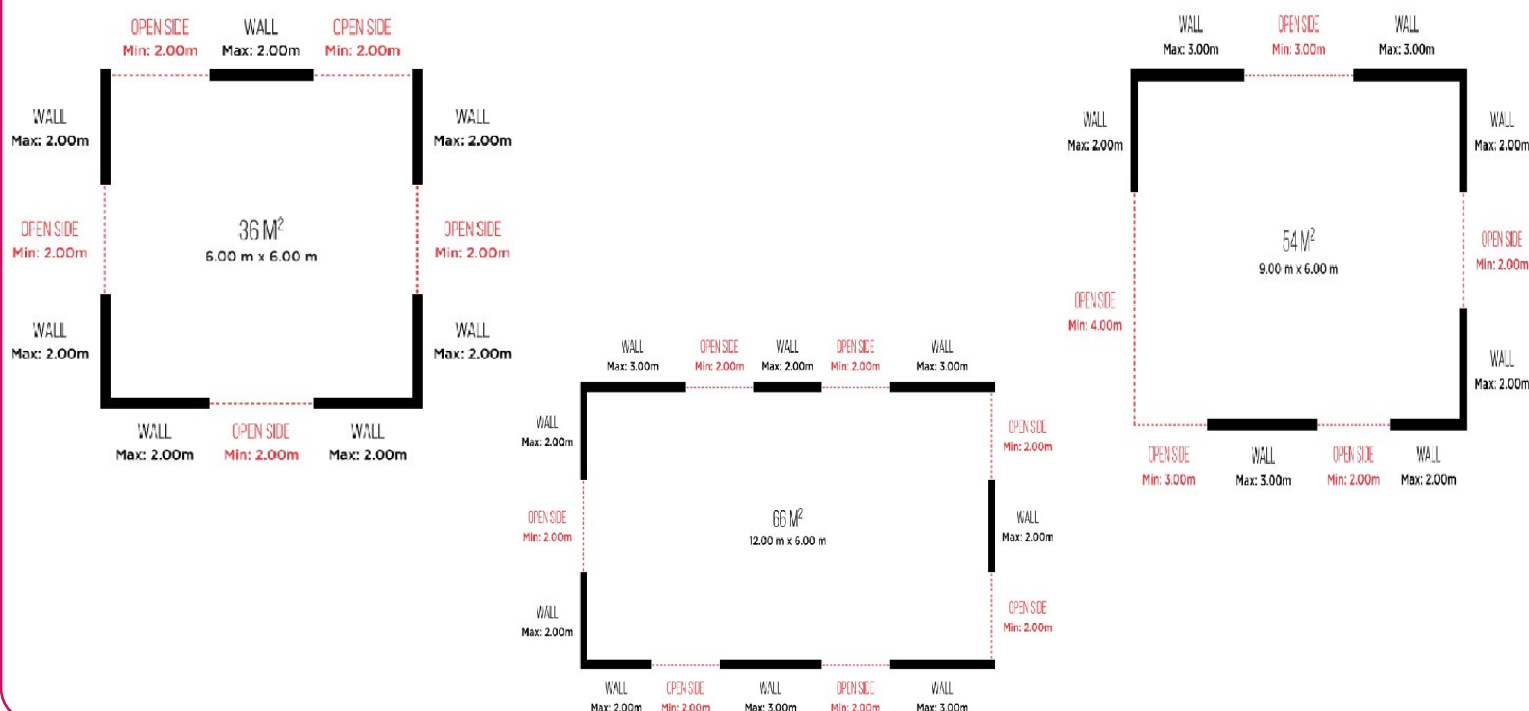 OPEN SIDE
Min: 2.00m
WALL
Max: 2.00m
OPEN SIDE
Min: 2.00m
WALL
Max: 2.00m
WALL
Max: 2.00m
OPEN SIDE
Min: 2.00m
36 M²
6.00 m x 6.00 m
OPEN SIDE
Min: 2.00m
WALL
Max: 2.00m
WALL
Max: 2.00m
WALL
Max: 2.00m
OPEN SIDE
Min: 2.00m
WALL
Max: 2.00m
WALL
Max: 3.00m
OPEN SIDE
Min: 2.00m
WALL
Max: 2.00m
OPEN SIDE
Min: 2.00m
WALL
Max: 3.00m
WALL
Max: 2.00m
OPEN SIDE
Min: 2.00m
OPEN SIDE
Min: 2.00m
66 M²
12.00 m x 6.00 m
WALL
Max: 2.00m
WALL
Max: 2.00m
OPEN SIDE
Min: 2.00m
WALL
Max: 2.00m
OPEN SIDE
Min: 2.00m
WALL
Max: 3.00m
OPEN SIDE
Min: 2.00m
WALL
Max: 3.00m
WALL
Max: 3.00m
OPEN SIDE
Min: 3.00m
WALL
Max: 3.00m
WALL
Max: 2.00m
WALL
Max: 2.00m
54 M²
9.00 m x 6.00 m
OPEN SIDE
Min: 2.00m
OPEN SIDE
Min: 4.00m
WALL
Max: 2.00m
OPEN SIDE
Min: 3.00m
WALL
Max: 3.00m
OPEN SIDE
Min: 2.00m
WALL
Max: 2.00m